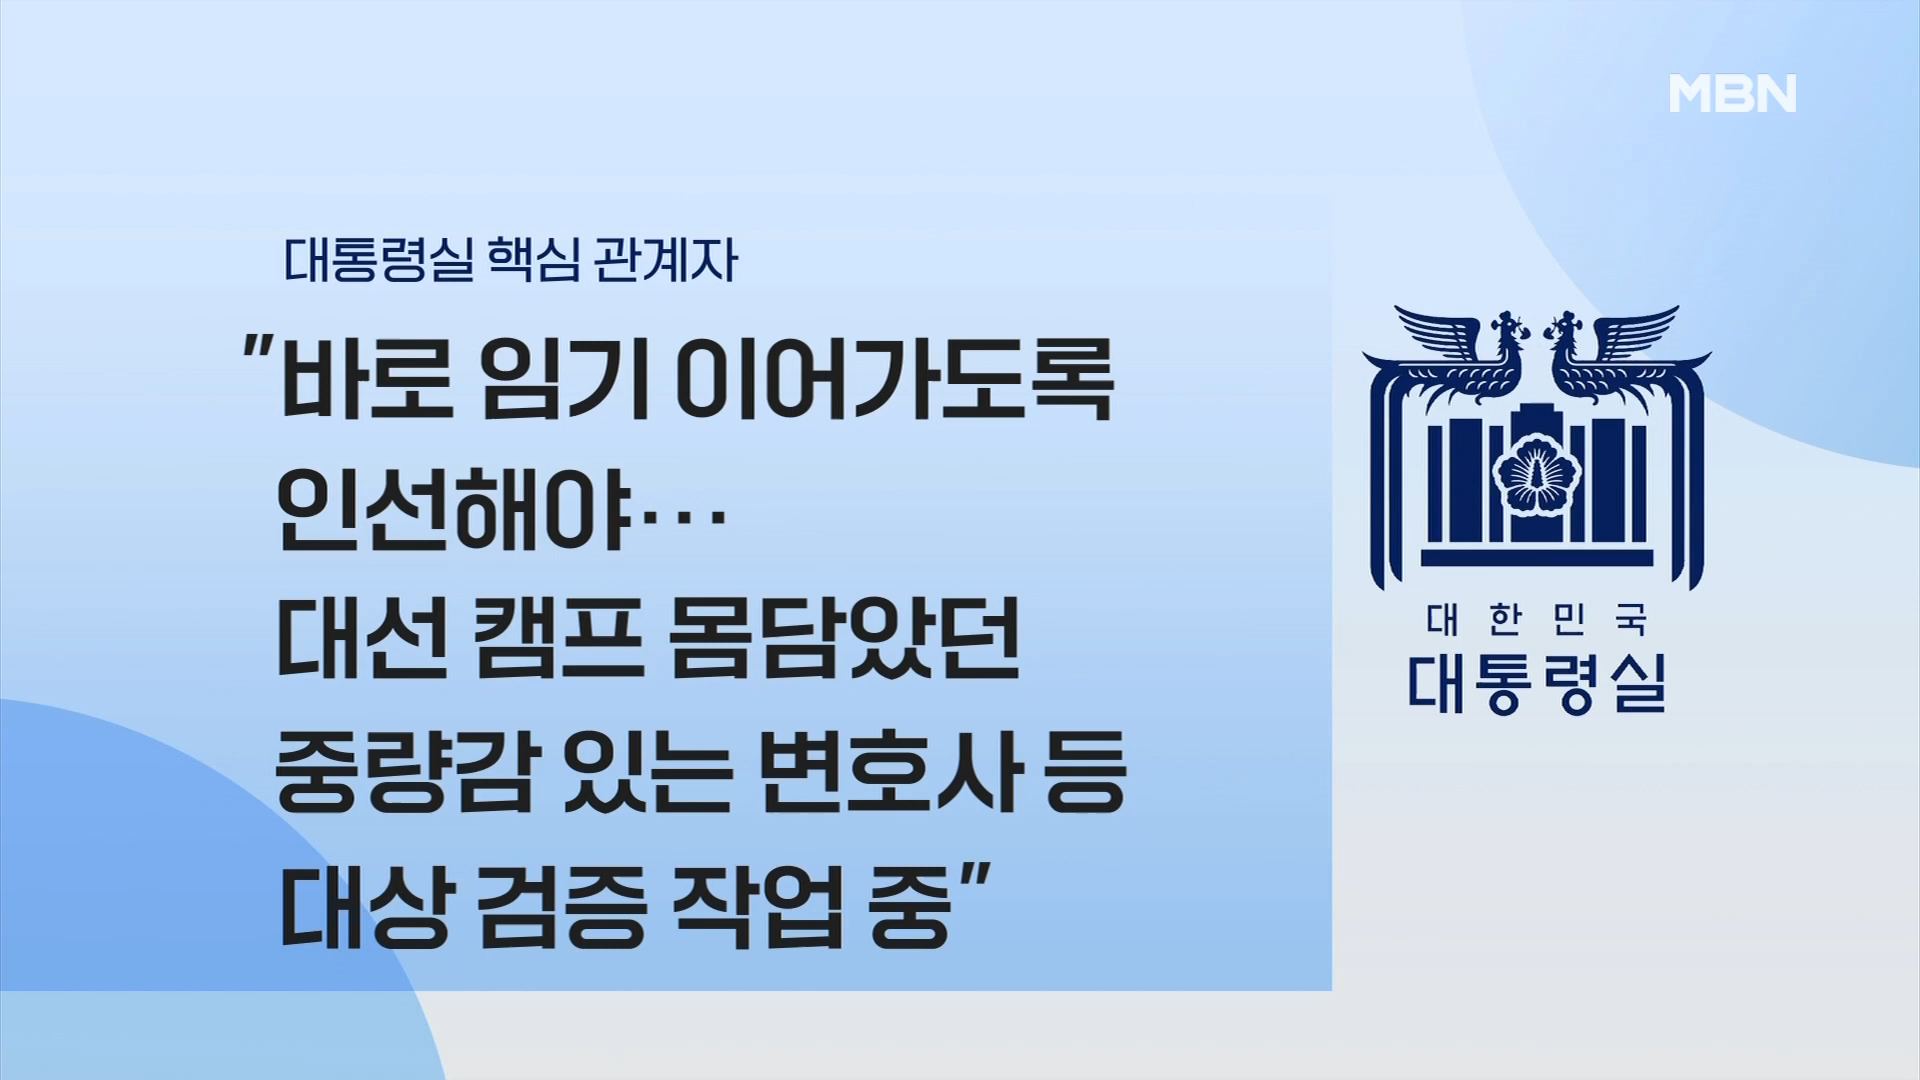 MBN
대통령실 핵심 관계자
"바로 임기 이어가도록
인선해야…
대선 캠프 몸담았던
중량감 있는 변호사 등
대상 검증 작업 중"
대한민국
대통령실